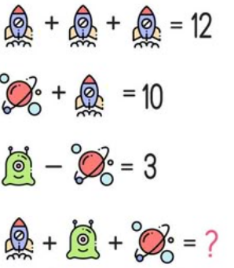 + + = 12
+ = 10
- = 3
+ + = ?